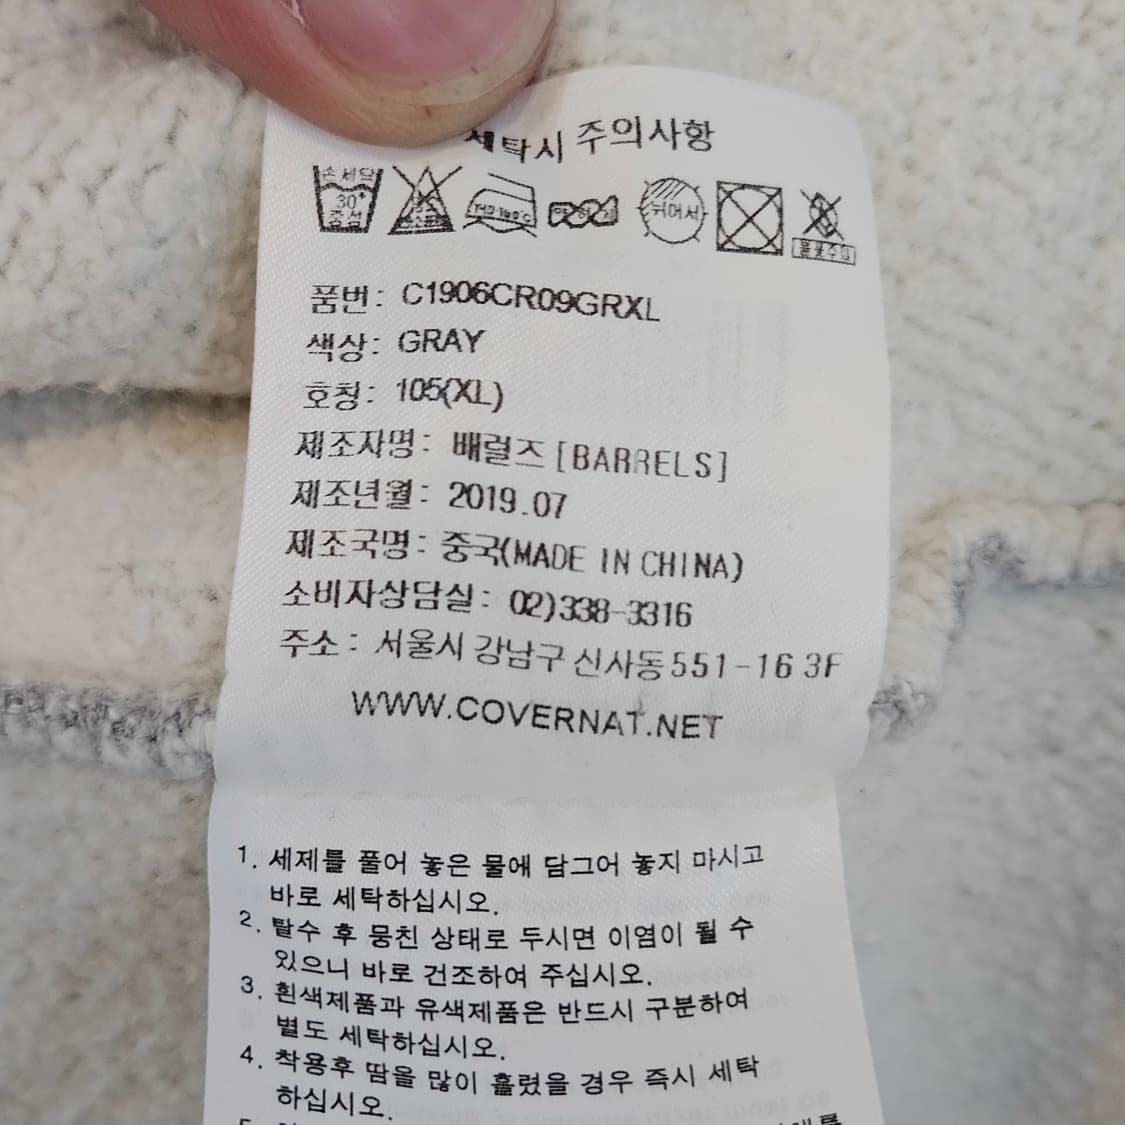 세탁시 주의사항
손세탁
30°
중성
뉘어서
품번: C1906CR09GRXL
색상: GRAY
호칭: 105(XL)
제조자명: 배럴즈 [BARRELS]
제조년월: 2019.07
제조국명: 중국(MADE IN CHINA)
소비자상담실: 02)338-3316
주소: 서울시 강남구 신사동 551-16 3F
WWW.COVERNAT.NET
1. 세제를 풀어 놓은 물에 담그어 놓지 마시고
바로 세탁하십시오.
2. 탈수 후 뭉친 상태로 두시면 이염이 될 수
있으니 바로 건조하여 주십시오.
3. 흰색제품과 유색제품은 반드시 구분하여
별도 세탁하십시오.
4. 착용후 땀을 많이 흘렸을 경우 즉시 세탁
하십시오.